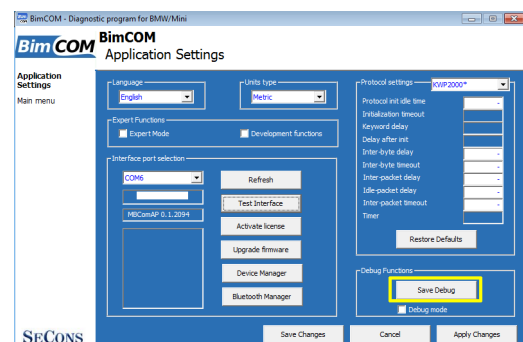 BimCOM - Diagnostic program for BMW/Mini
BimCOM
BimCOM
Application Settings
Application
Settings
Main menu
Language
English
Units type
Metric
Expert Functions
Expert Mode
Development functions
Interface port selection
COM6
Refresh
Test Interface
MBComAP 0.1.2094
Activate license
Upgrade firmware
Device Manager
Bluetooth Manager
Protocol settings
KWP2000*
Protocol init idle time
-
Initialization timeout
Keyword delay
Delay after init
Inter-byte delay
-
Inter-byte timeout
-
Inter-packet delay
-
Idle-packet delay
-
Inter-packet timeout
-
Timer
Restore Defaults
Debug Functions
Save Debug
Debug mode
SECONS
Save Changes
Cancel
Apply Changes